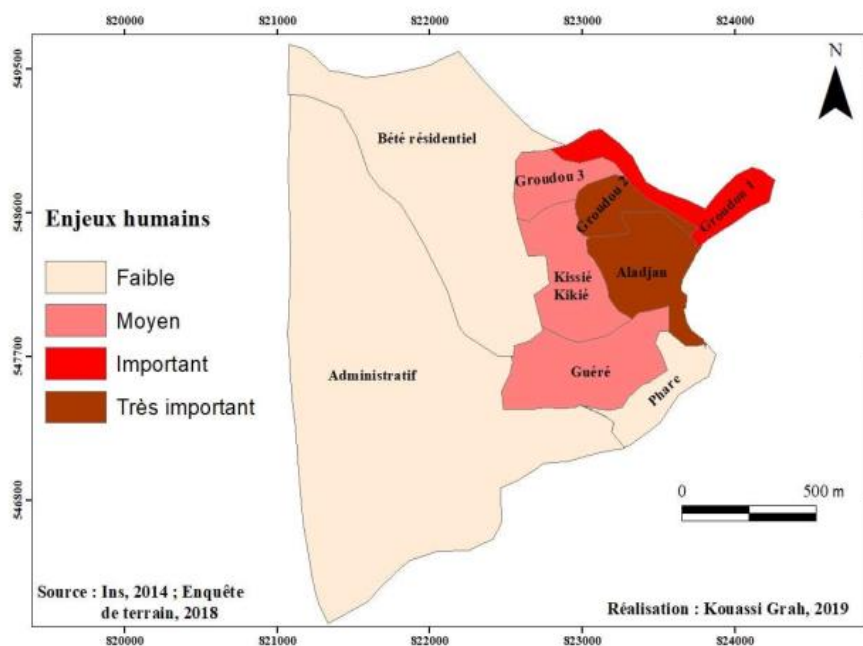 820000 821000 822000 823000 824000
549500
548600
547700
546800
N
Bété résidentiel
Groudou 3
Groudou 2
Groudou 1
Enjeux humains
Faible
Moyen
Important
Très important
Aladjan
Kissié
Kikié
Administratif
Guéré
Phare
0 500 m
Source : Ins, 2014 ; Enquête
de terrain, 2018
Réalisation : Kouassi Grah, 2019
820000 821000 822000 823000 824000